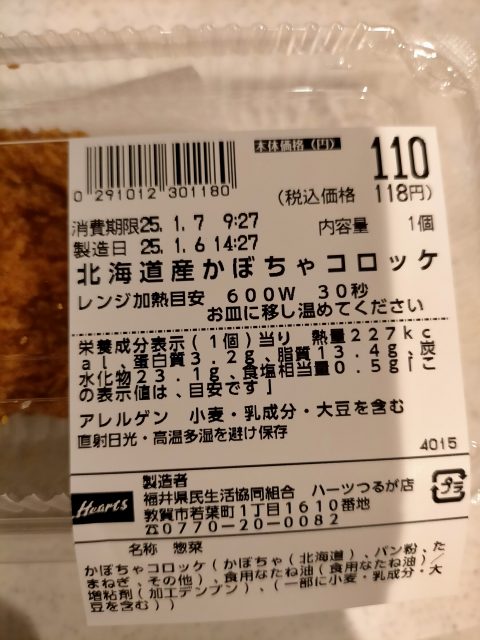 本体価格(円) 110
(税込価格 118円)
0 291012 301180
消費期限25.1.7 9:27 内容量 1個
製造日 25.1.6 14:27
北海道産かぼちゃコロッケ
レンジ加熱目安 600W 30秒
お皿に移し温めてください
栄養成分表示(1個)当り 熱量227kc
al、蛋白質3.2g、脂質13.4g、炭
水化物23.1g、食塩相当量0.5g「こ
の表示値は、目安です」
アレルゲン 小麦・乳成分・大豆を含む
直射日光・高温多湿を避け保存
4015
製造者
福井県民生活協同組合 ハーツつるが店
敦賀市若葉町1丁目1610番地
☎0770-20-0082
Hearts
プラ
名称 惣菜
かぼちゃコロッケ(かぼちゃ(北海道)、パン粉、た
まねぎ、その他)、食用なたね油(食用なたね油)/
増粘剤(加工デンプン)、(一部に小麦・乳成分・大
豆を含む))